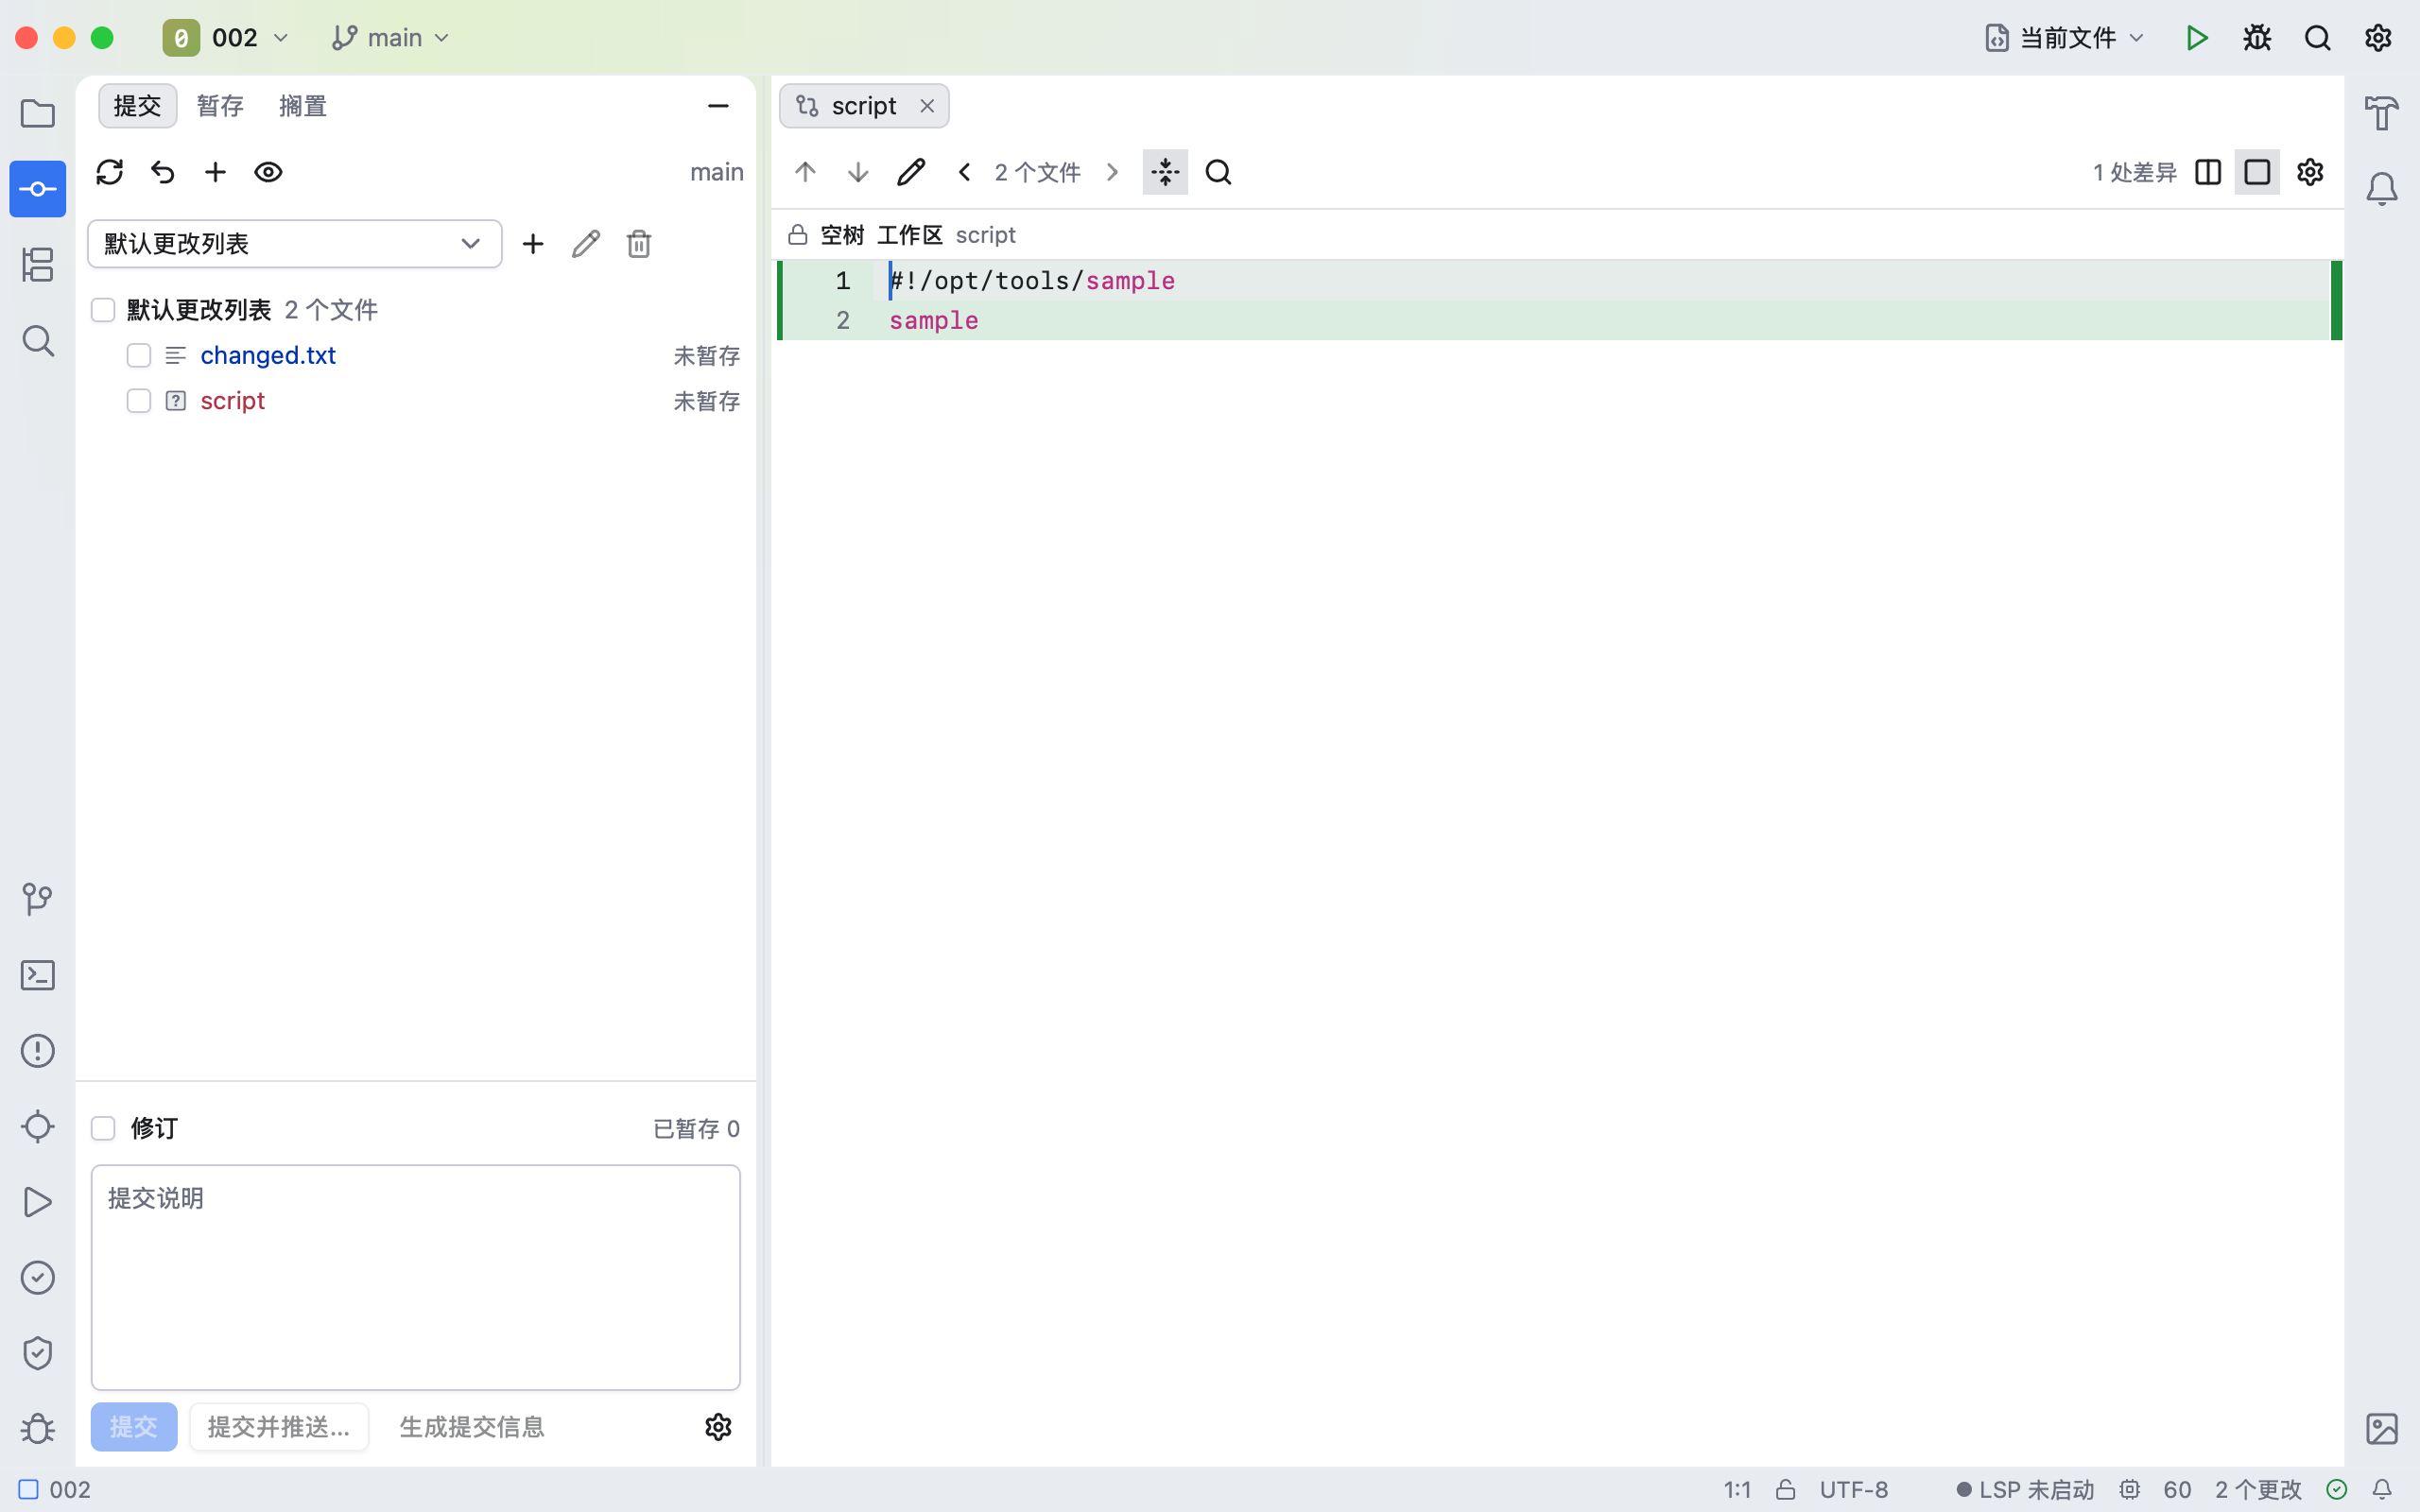 0 002 main 当前文件
提交 暂存 搁置
script
main
2 个文件
1 处差异
默认更改列表
空树 工作区 script
默认更改列表 2 个文件
changed.txt 未暂存
script 未暂存
1 #!/opt/tools/sample
2 sample
修订 已暂存 0
提交说明
提交 提交并推送... 生成提交信息
002 1:1 UTF-8 LSP 未启动 60 2 个更改